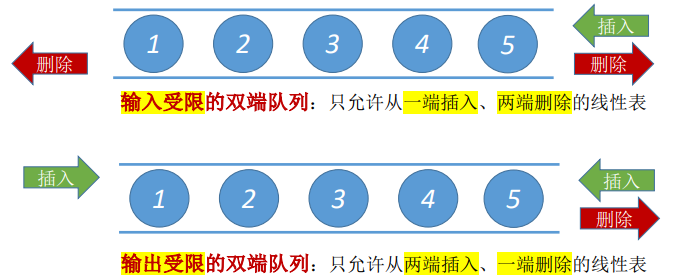 插入
1 2 3 4 5
删除 删除
输入受限的双端队列：只允许从一端插入、两端删除的线性表
插入 插入
1 2 3 4 5
删除
输出受限的双端队列：只允许从两端插入、一端删除的线性表